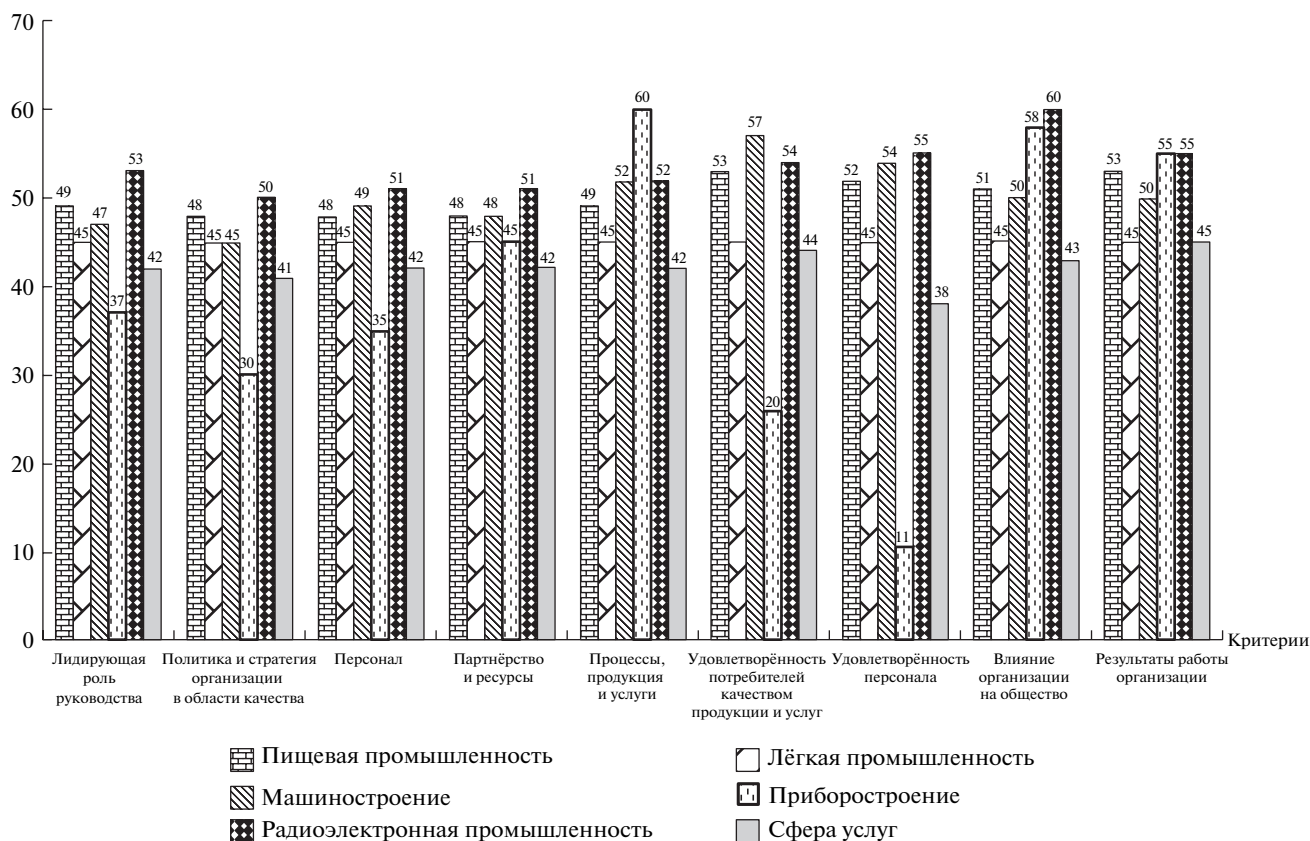 70
60
50
40
30
20
10
0
49 45 47 37 53 42
48 45 45 30 50 41
48 45 49 35 51 42
48 45 48 45 51 42
49 45 52 60 52 42
53 45 57 20 54 44
52 45 54 11 55 38
51 45 50 58 60 43
53 45 50 55 55 45
Критерии
Лидирующая
роль
руководства
Политика и стратегия
организации
в области качества
Персонал
Партнёрство
и ресурсы
Процессы,
продукция
и услуги
Удовлетворённость
потребителей
качеством
продукции и услуг
Удовлетворённость
персонала
Влияние
организации
на общество
Результаты работы
организации
Пищевая промышленность
Лёгкая промышленность
Машиностроение
Приборостроение
Радиоэлектронная промышленность
Сфера услуг